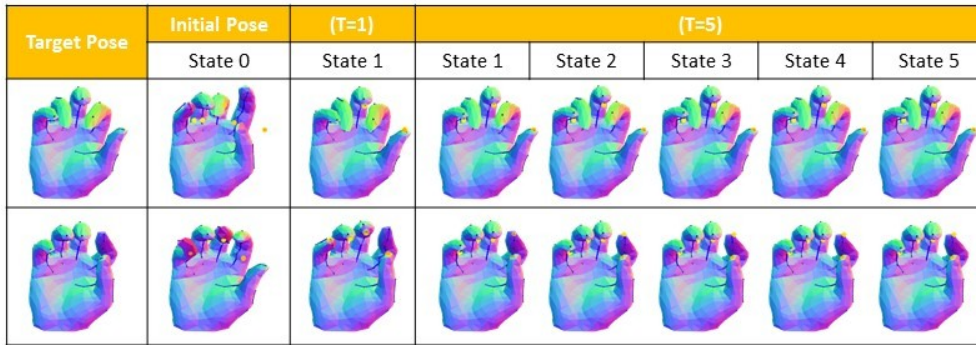 Target Pose
Initial Pose
(T=1)
(T=5)
State 0
State 1
State 1
State 2
State 3
State 4
State 5